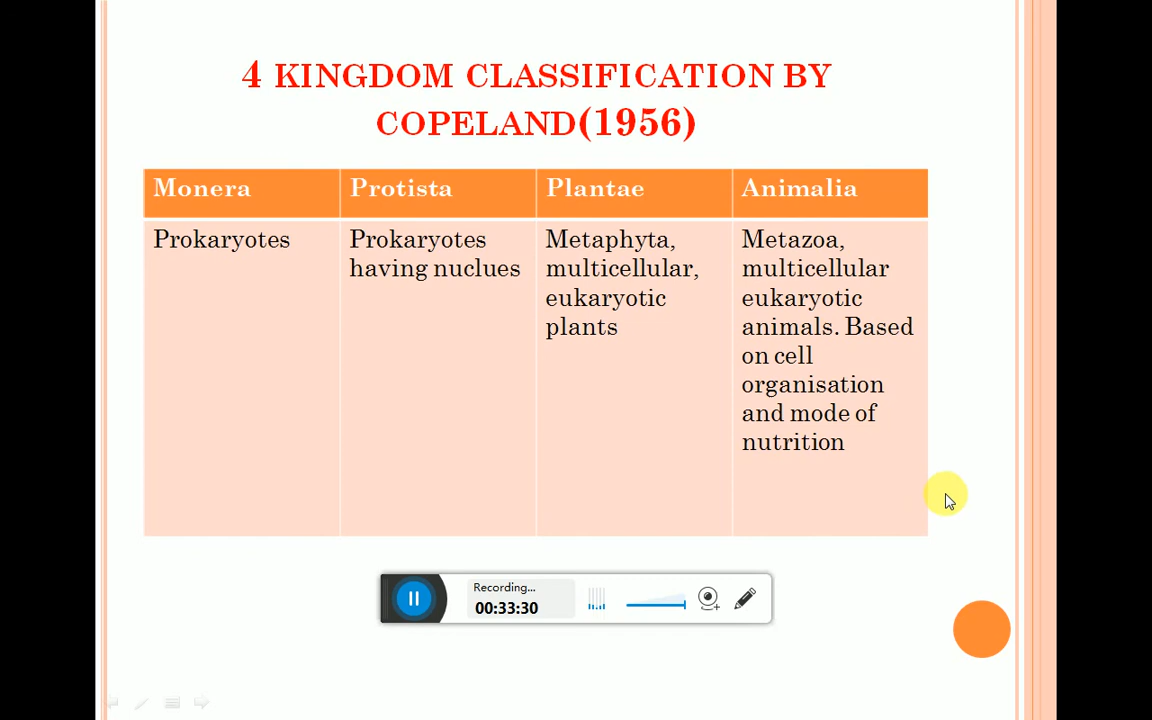 4 KINGDOM CLASSIFICATION BY
COPELAND(1956)
Monera
Protista
Plantae
Animalia
Prokaryotes
Prokaryotes
having nuclues
Metaphyta,
multicellular,
eukaryotic
plants
Metazoa,
multicellular
eukaryotic
animals. Based
on cell
organisation
and mode of
nutrition
Recording...
00:33:30